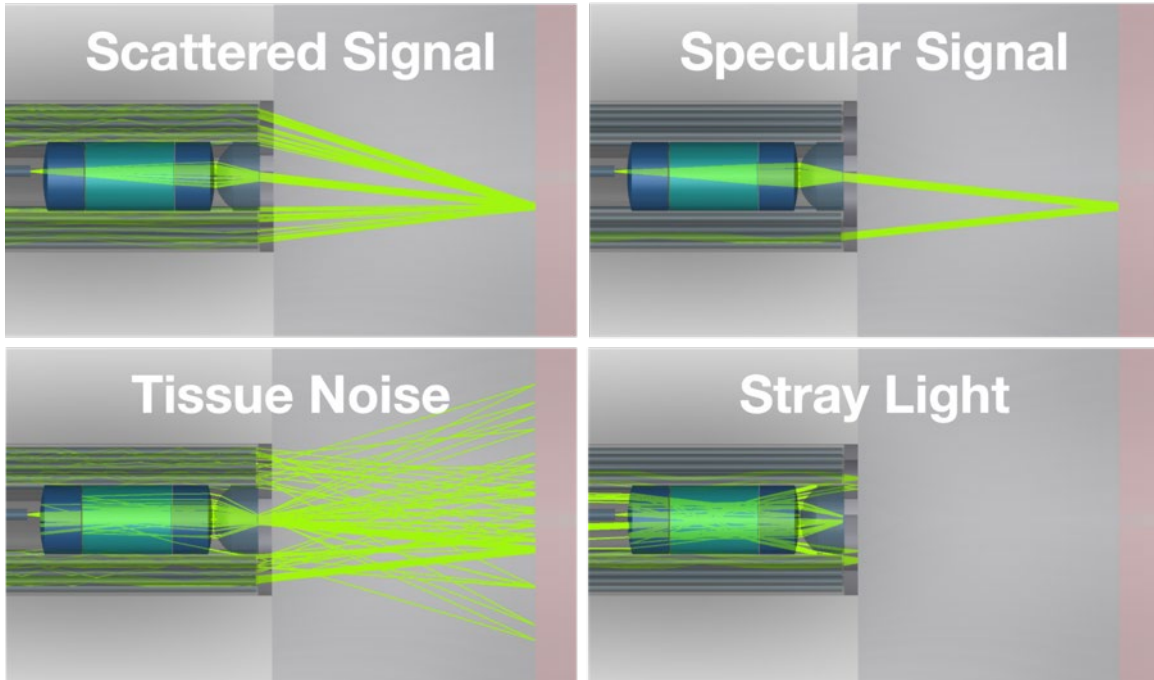 Scattered Signal
Specular Signal
Tissue Noise
Stray Light